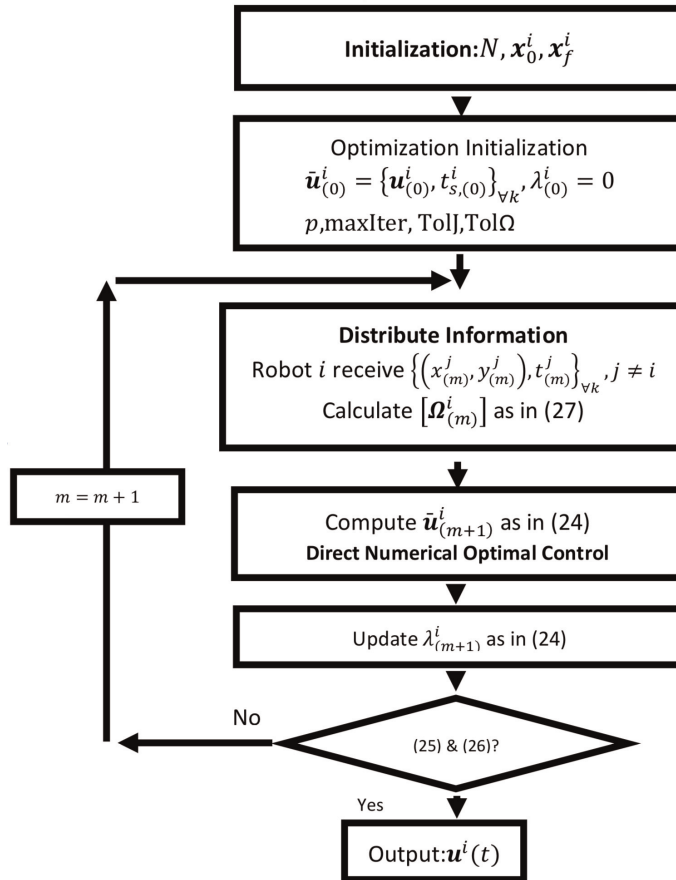 Initialization:N, x_0^i, x_f^i
Optimization Initialization
ū_(0)^i = {u_(0)^i, t_{s,(0)}^i}_∀k, λ_(0)^i = 0
p,maxIter, TolJ,TolΩ
Distribute Information
Robot i receive {(x_(m)^j, y_(m)^j), t_(m)^j}_∀k, j ≠ i
Calculate [Ω_(m)^i] as in (27)
m = m + 1
Compute ū_(m+1)^i as in (24)
Direct Numerical Optimal Control
Update λ_(m+1)^i as in (24)
No
(25) & (26)?
Yes
Output:u^i(t)